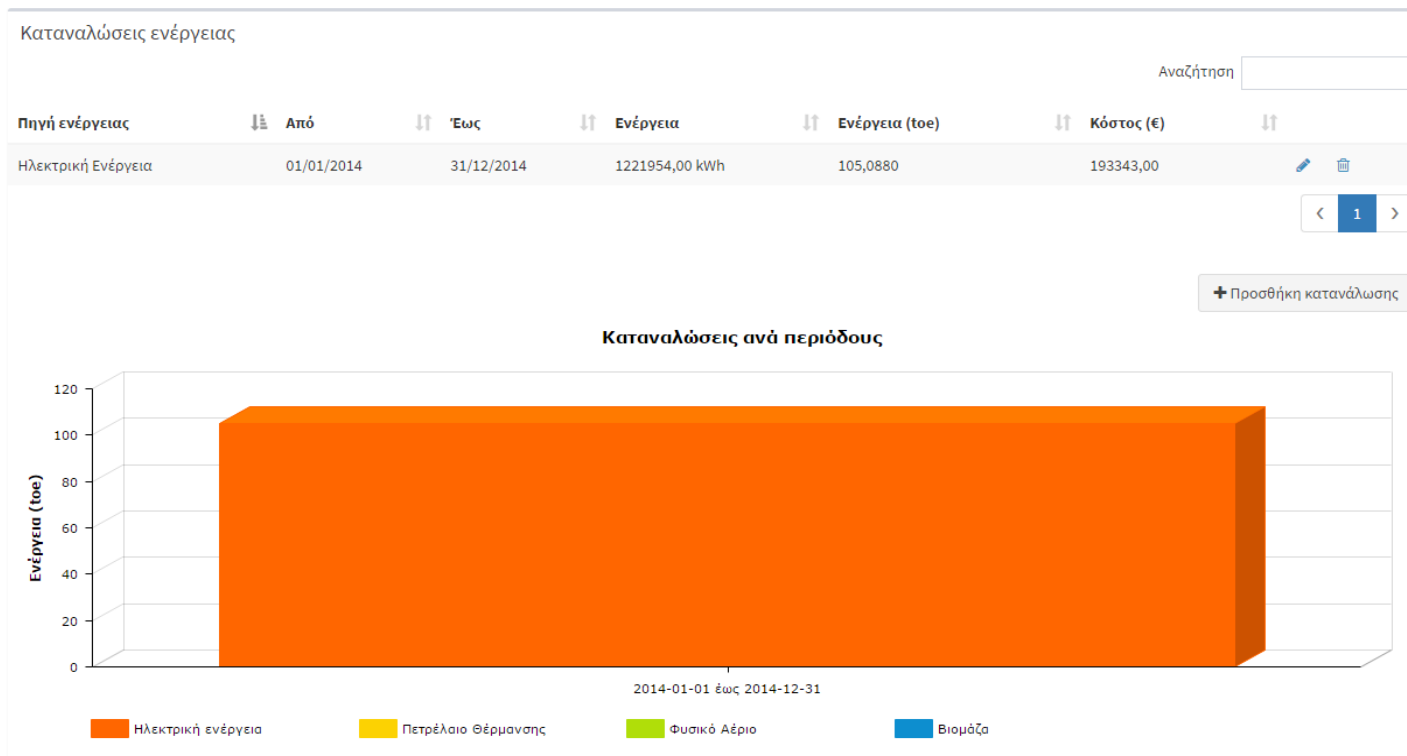 Καταναλώσεις ενέργειας
Αναζήτηση
Πηγή ενέργειας Από Έως Ενέργεια Ενέργεια (toe) Κόστος (€)
Ηλεκτρική Ενέργεια 01/01/2014 31/12/2014 1221954,00 kWh 105,0880 193343,00
‹ 1 ›
+ Προσθήκη κατανάλωσης
Καταναλώσεις ανά περιόδους
Ενέργεια (toe)
120
100
80
60
40
20
0
2014-01-01 έως 2014-12-31
Ηλεκτρική ενέργεια Πετρέλαιο Θέρμανσης Φυσικό Αέριο Βιομάζα